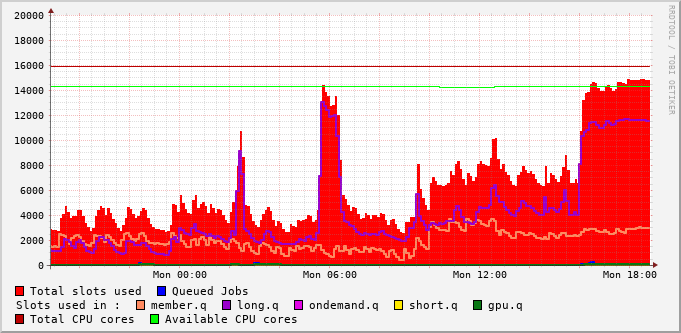 20000
18000
16000
14000
12000
10000
8000
6000
4000
2000
0
Mon 00:00 Mon 06:00 Mon 12:00 Mon 18:00
RRDTOOL / TOBI OETIKER
Total slots used Queued Jobs
Slots used in : member.q long.q ondemand.q short.q gpu.q
Total CPU cores Available CPU cores